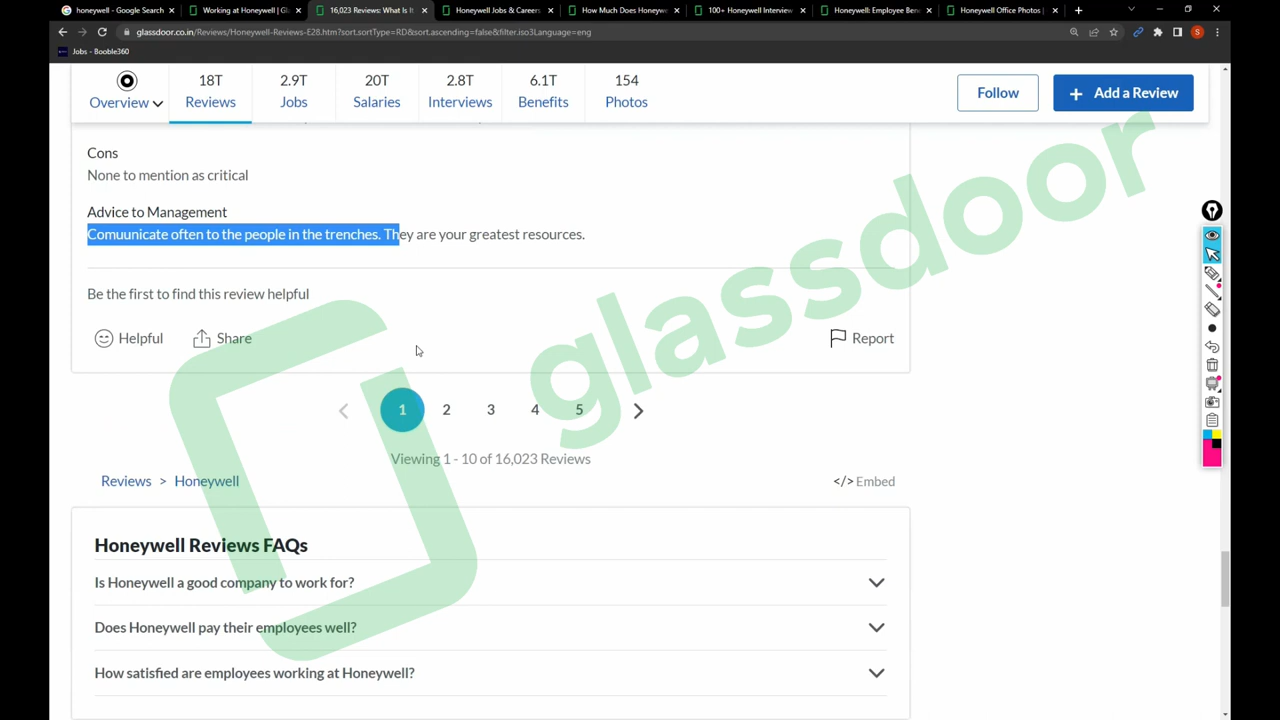 honeywell - Google Search
Working at Honeywell | Gl
16,023 Reviews: What Is It
Honeywell Jobs & Careers
How Much Does Honeywe
100+ Honeywell Interview
Honeywell: Employee Bene
Honeywell Office Photos |
glassdoor.co.in/Reviews/Honeywell-Reviews-E28.htm?sort.sortType=RD&sort.ascending=false&filter.iso3Language=eng
S
Jobs - Booble360
18T 2.9T 20T 2.8T 6.1T 154
Overview Reviews Jobs Salaries Interviews Benefits Photos
Follow
+ Add a Review
Cons
None to mention as critical
Advice to Management
Comuunicate often to the people in the trenches. They are your greatest resources.
Be the first to find this review helpful
Helpful Share Report
glassdoor
1 2 3 4 5
Viewing 1 - 10 of 16,023 Reviews
Reviews > Honeywell
</> Embed
Honeywell Reviews FAQs
Is Honeywell a good company to work for?
Does Honeywell pay their employees well?
How satisfied are employees working at Honeywell?